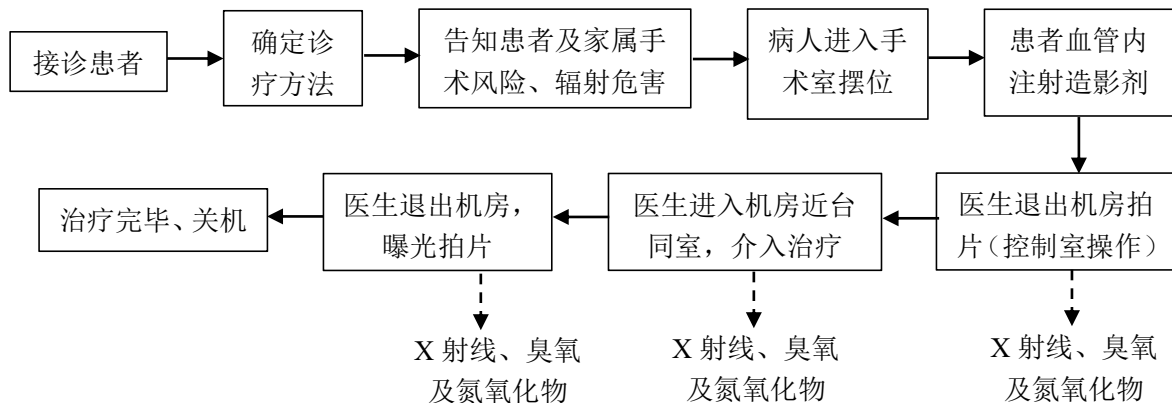 接诊患者
确定诊
疗方法
告知患者及家属手
术风险、辐射危害
病人进入手
术室摆位
患者血管内
注射造影剂
医生退出机房拍
片（控制室操作）
医生进入机房近台
同室，介入治疗
医生退出机房，
曝光拍片
治疗完毕、关机
X 射线、臭氧
及氮氧化物
X 射线、臭氧
及氮氧化物
X 射线、臭氧
及氮氧化物